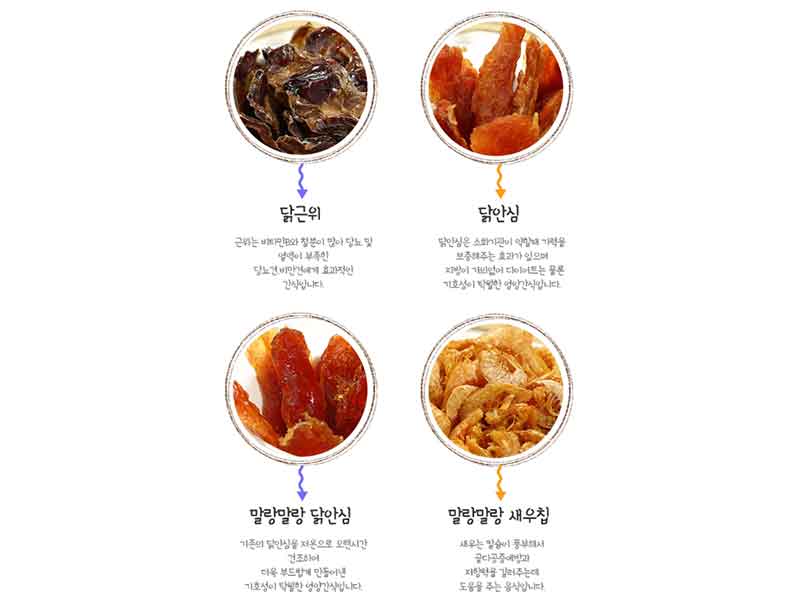 닭근위
근위는 비타민B와 철분이 많아 당뇨 및
열력이 부족한
당뇨견 비만견에게 효과적인
간식입니다.
닭안심
닭안심은 소화기관이 약할때 기력을
보충해주는 효과가 있으며
지방이 거의없어 다이어트는 물론
기호성이 탁월한 영양간식입니다.
말랑말랑 닭안심
기존의 닭안심을 저온으로 오랜시간
건조하여
더욱 부드럽게 만들어낸
기호성이 탁월한 영양간식입니다.
말랑말랑 새우칩
새우는 칼슘이 풍부해서
골다공증예방과
저항력을 길러주는데
도움을 주는 음식입니다.